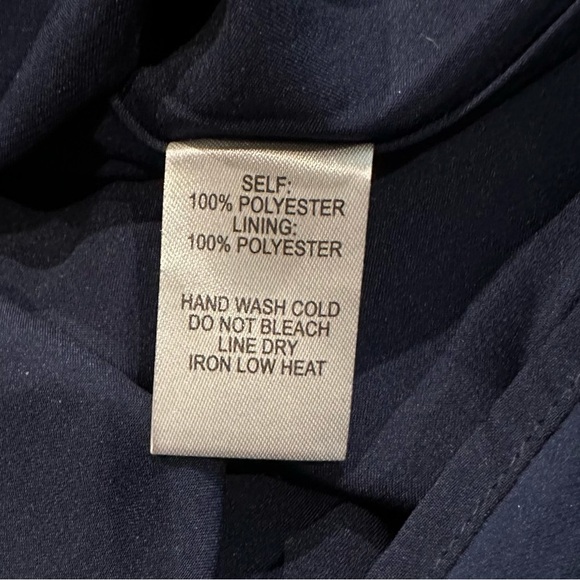 SELF:
100% POLYESTER
LINING:
100% POLYESTER
HAND WASH COLD
DO NOT BLEACH
LINE DRY
IRON LOW HEAT